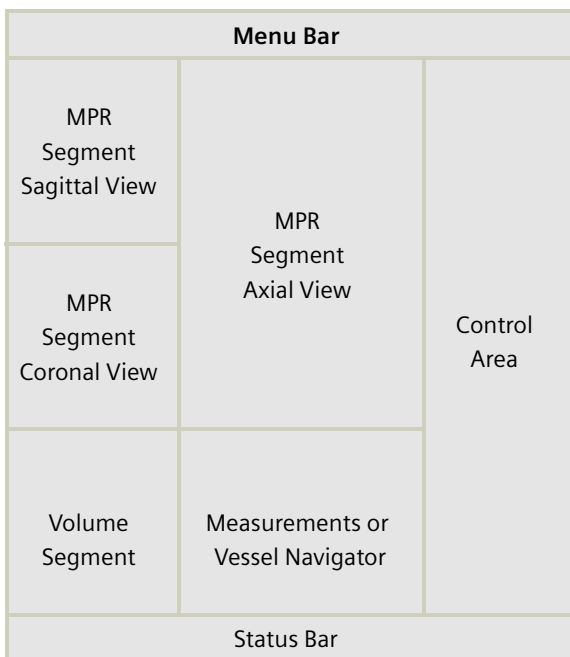 Menu Bar
MPR
Segment
Sagittal View
MPR
Segment
Axial View
MPR
Segment
Coronal View
Control
Area
Volume
Segment
Measurements or
Vessel Navigator
Status Bar